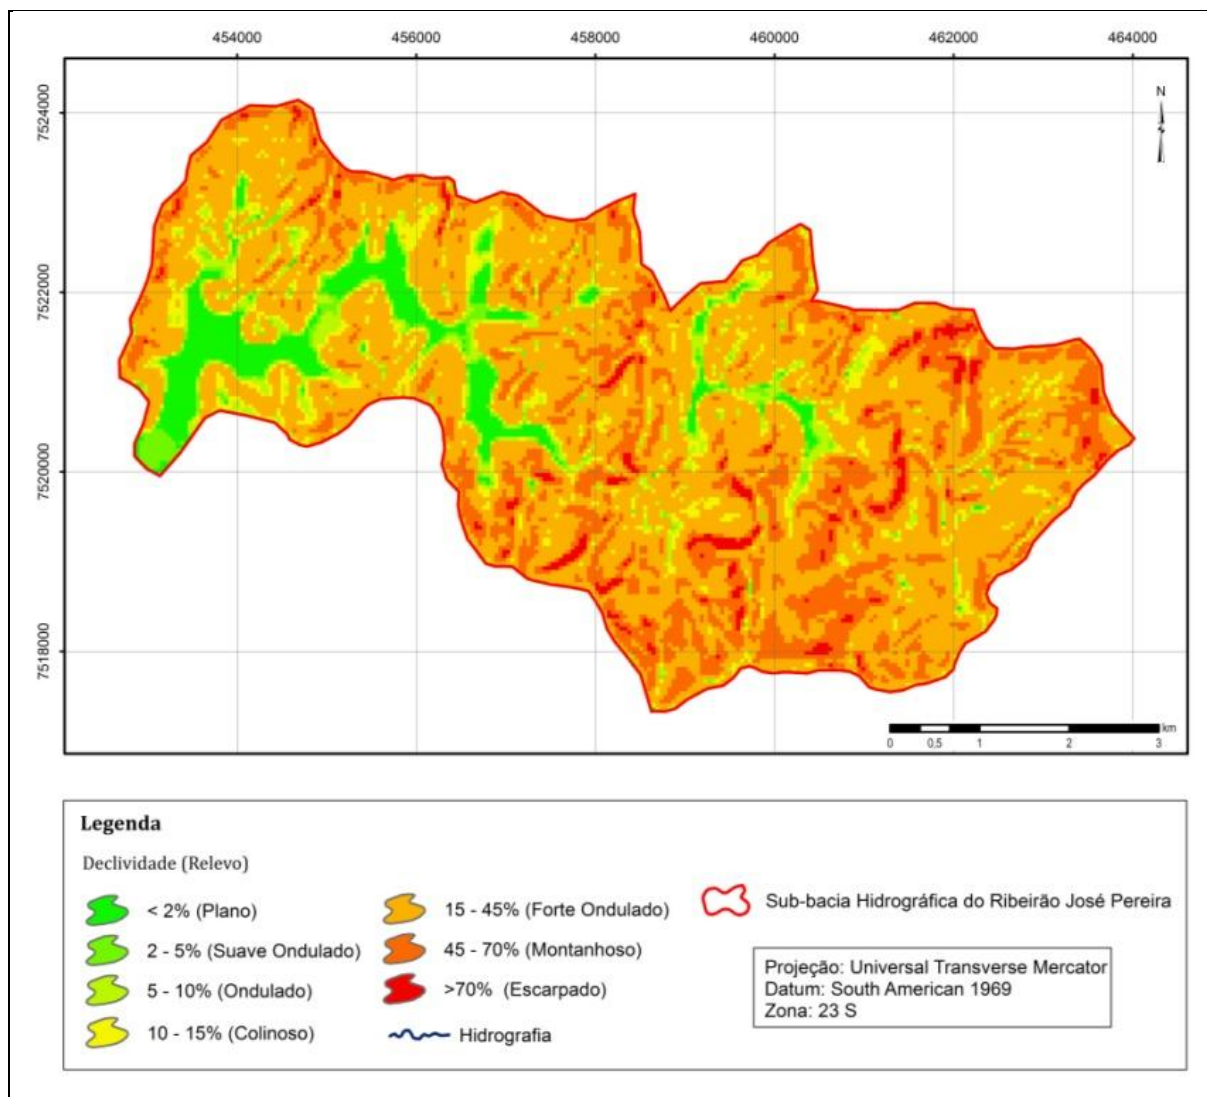 454000 456000 458000 460000 462000 464000
7524000
7522000
7520000
7518000
N
km
0 0,5 1 2 3
Legenda
Declividade (Relevo)
< 2% (Plano)
2 - 5% (Suave Ondulado)
5 - 10% (Ondulado)
10 - 15% (Colinoso)
15 - 45% (Forte Ondulado)
45 - 70% (Montanhoso)
>70% (Escarpado)
Hidrografia
Sub-bacia Hidrográfica do Ribeirão José Pereira
Projeção: Universal Transverse Mercator
Datum: South American 1969
Zona: 23 S